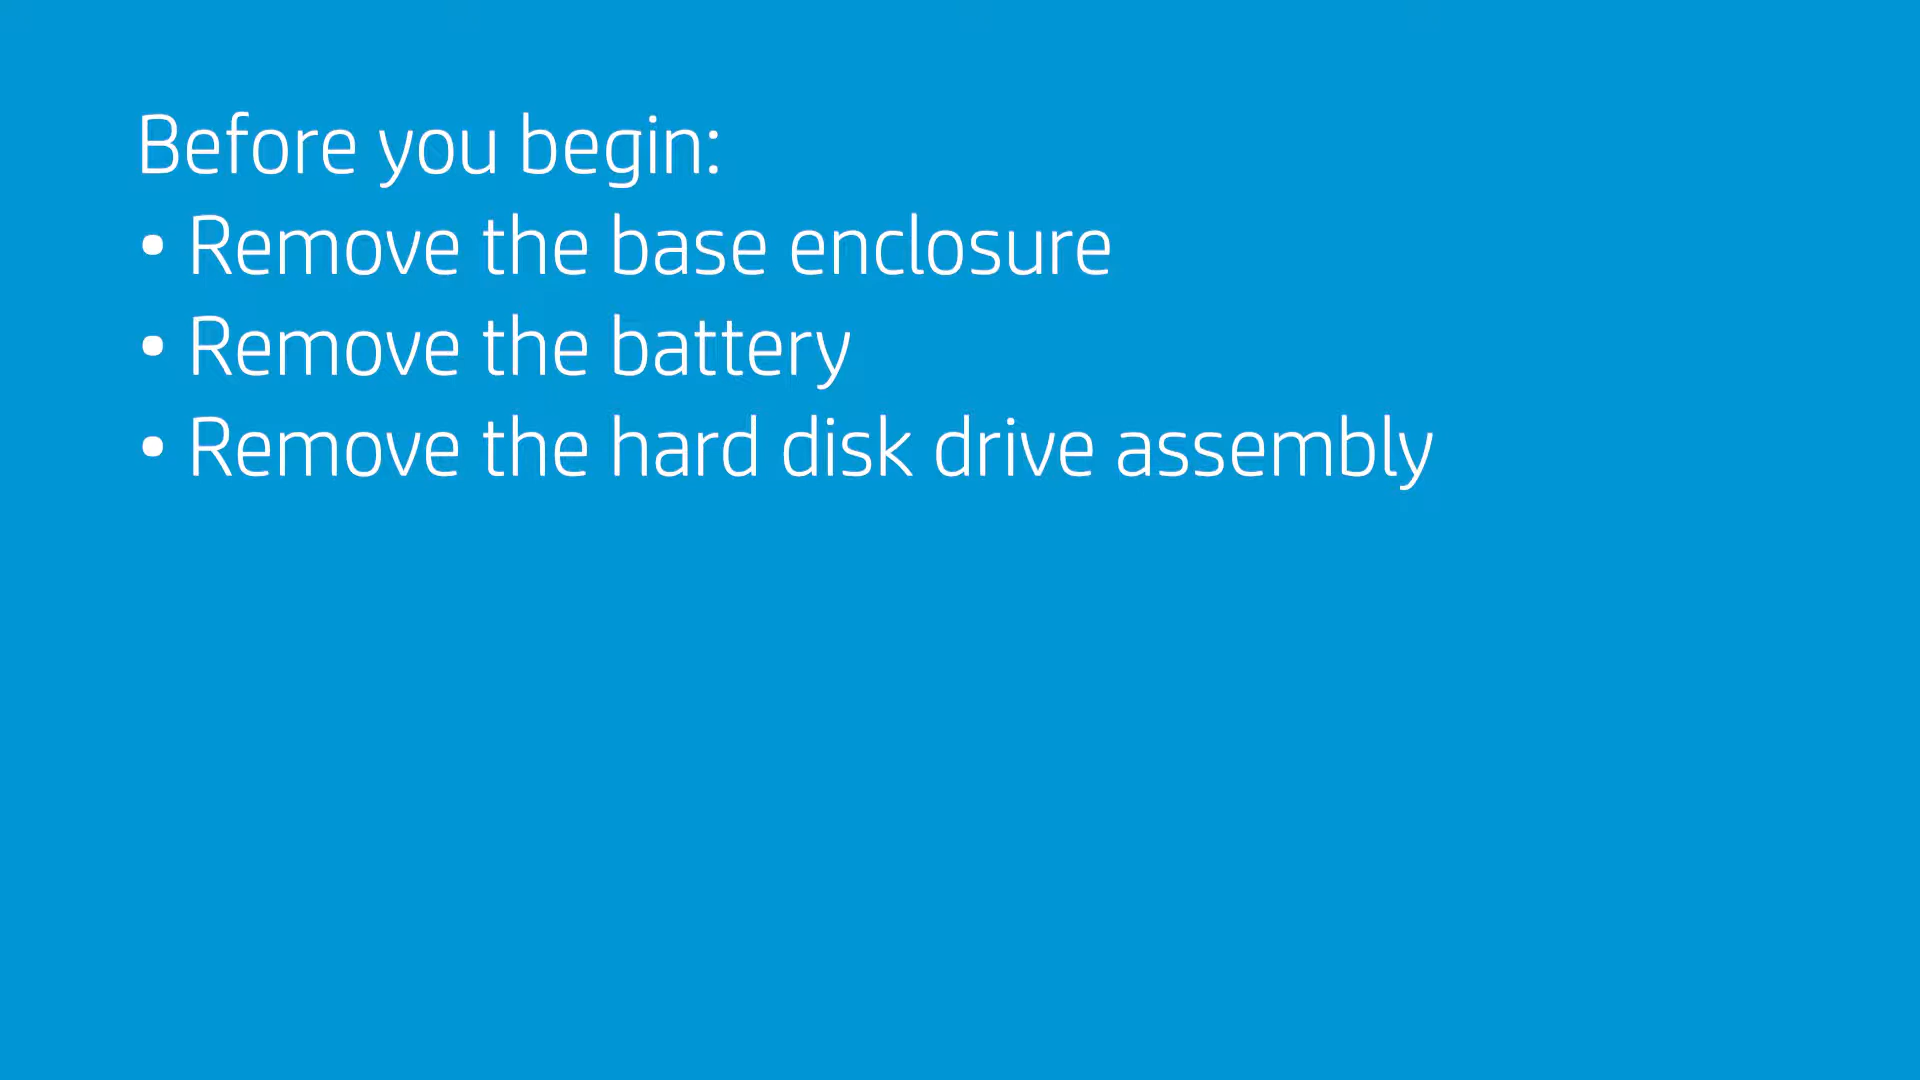 Before you begin:
• Remove the base enclosure
• Remove the battery
• Remove the hard disk drive assembly